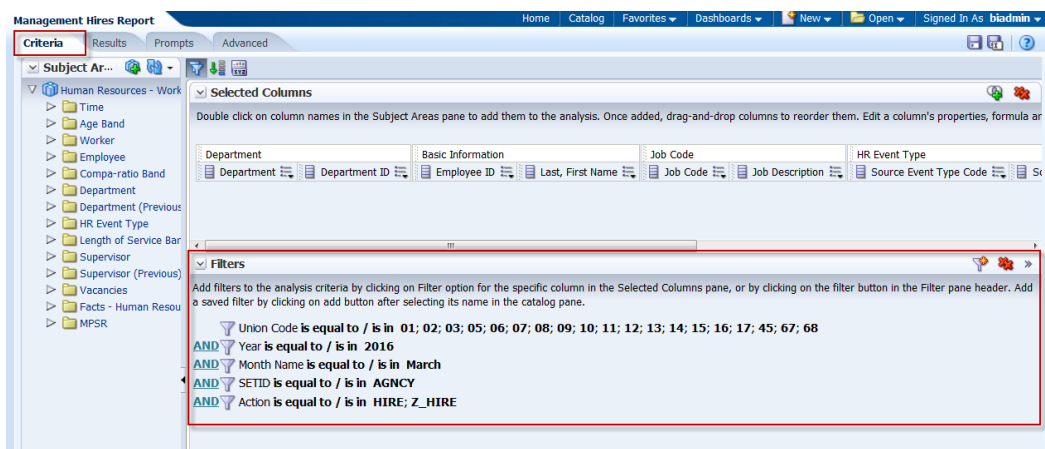 Management Hires Report
Home Catalog Favorites Dashboards New Open Signed In As biadmin
Criteria Results Prompts Advanced
Subject Ar...
Human Resources - Work
Time
Age Band
Worker
Employee
Compa-ratio Band
Department
Department (Previous
HR Event Type
Length of Service Bar
Supervisor
Supervisor (Previous)
Vacancies
Facts - Human Resou
MPSR
Selected Columns
Double click on column names in the Subject Areas pane to add them to the analysis. Once added, drag-and-drop columns to reorder them. Edit a column's properties, formula ar
Department Basic Information Job Code HR Event Type
Department Department ID Employee ID Last, First Name Job Code Job Description Source Event Type Code So
Filters
Add filters to the analysis criteria by clicking on Filter option for the specific column in the Selected Columns pane, or by clicking on the filter button in the Filter pane header. Add
a saved filter by clicking on add button after selecting its name in the catalog pane.
Union Code is equal to / is in 01; 02; 03; 05; 06; 07; 08; 09; 10; 11; 12; 13; 14; 15; 16; 17; 45; 67; 68
AND Year is equal to / is in 2016
AND Month Name is equal to / is in March
AND SETID is equal to / is in AGNCY
AND Action is equal to / is in HIRE; Z_HIRE